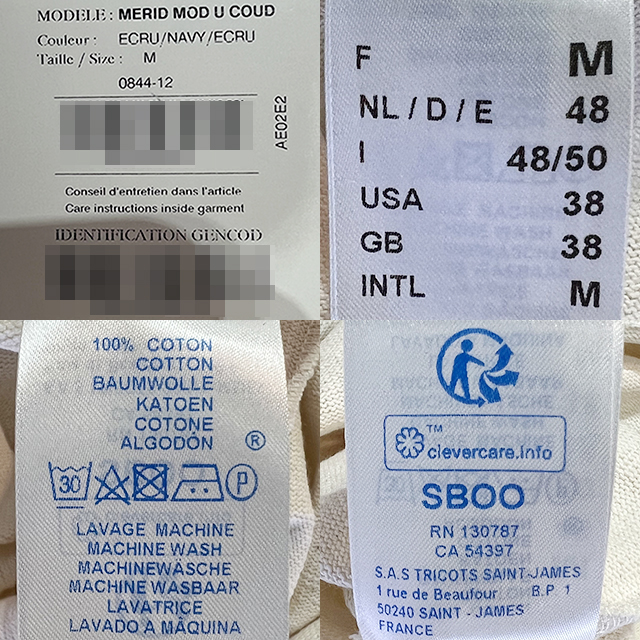 MODELE : MERID MOD U COUD
Couleur : ECRU/NAVY/ECRU
Taille / Size : M
0844-12
AE02E2
Conseil d'entretien dans l'article
Care instructions inside garment
IDENTIFICATION GENCOD
F M
NL / D / E 48
I 48/50
USA 38
GB 38
INTL M
100% COTON
COTTON
BAUMWOLLE
KATOEN
COTONE
ALGODÓN ®
30 P
LAVAGE MACHINE
MACHINE WASH
MACHINEWÄSCHE
MACHINE WASBAAR
LAVATRICE
LAVADO A MÀQUINA
TM
clevercare.info
SBOO
RN 130787
CA 54397
S.A.S TRICOTS SAINT-JAMES
1 rue de Beaufour B.P 1
50240 SAINT - JAMES
FRANCE